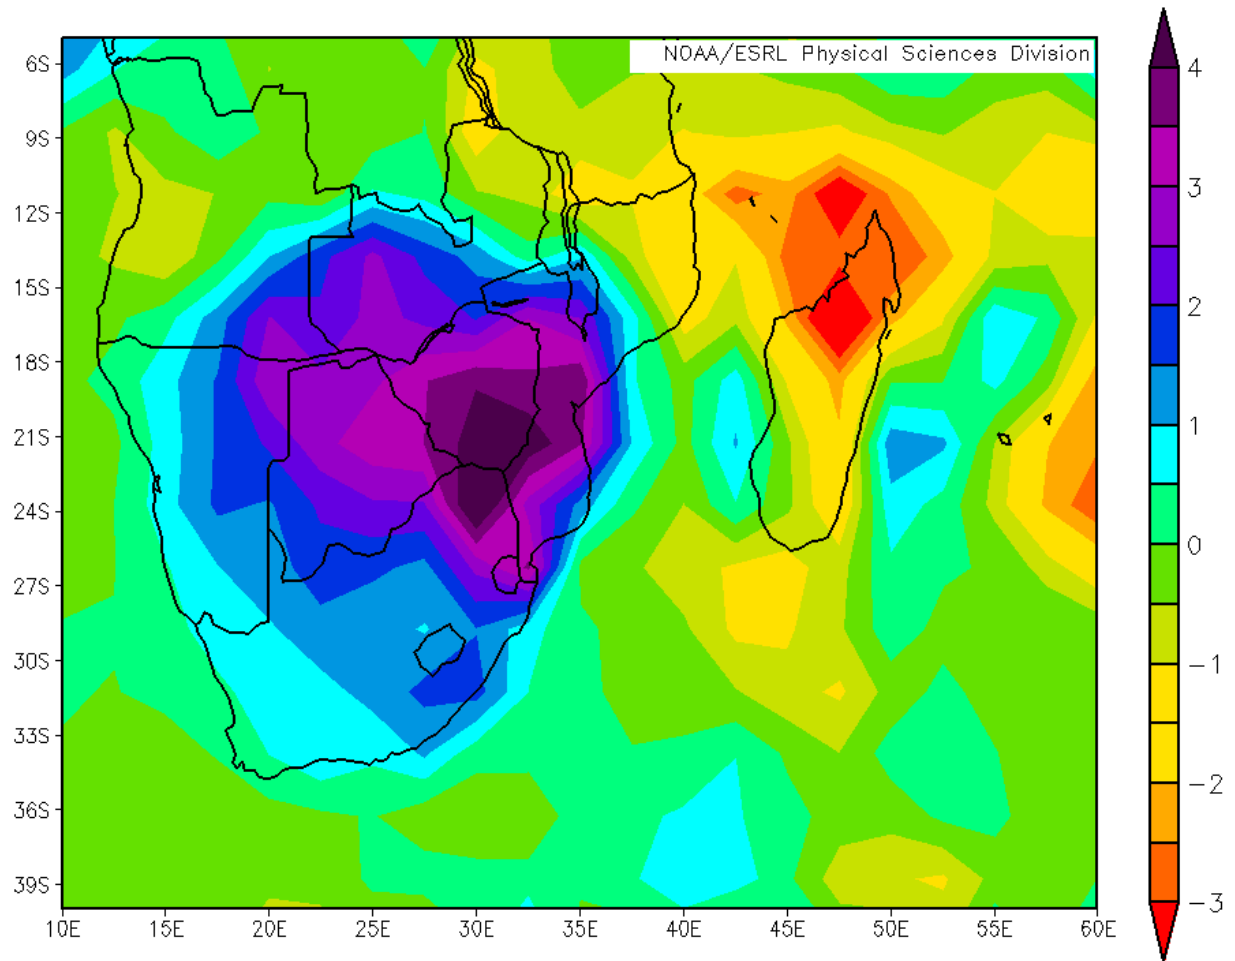 NOAA/ESRL Physical Sciences Division
6S
9S
12S
15S
18S
21S
24S
27S
30S
33S
36S
39S
10E 15E 20E 25E 30E 35E 40E 45E 50E 55E 60E
4
3
2
1
0
-1
-2
-3